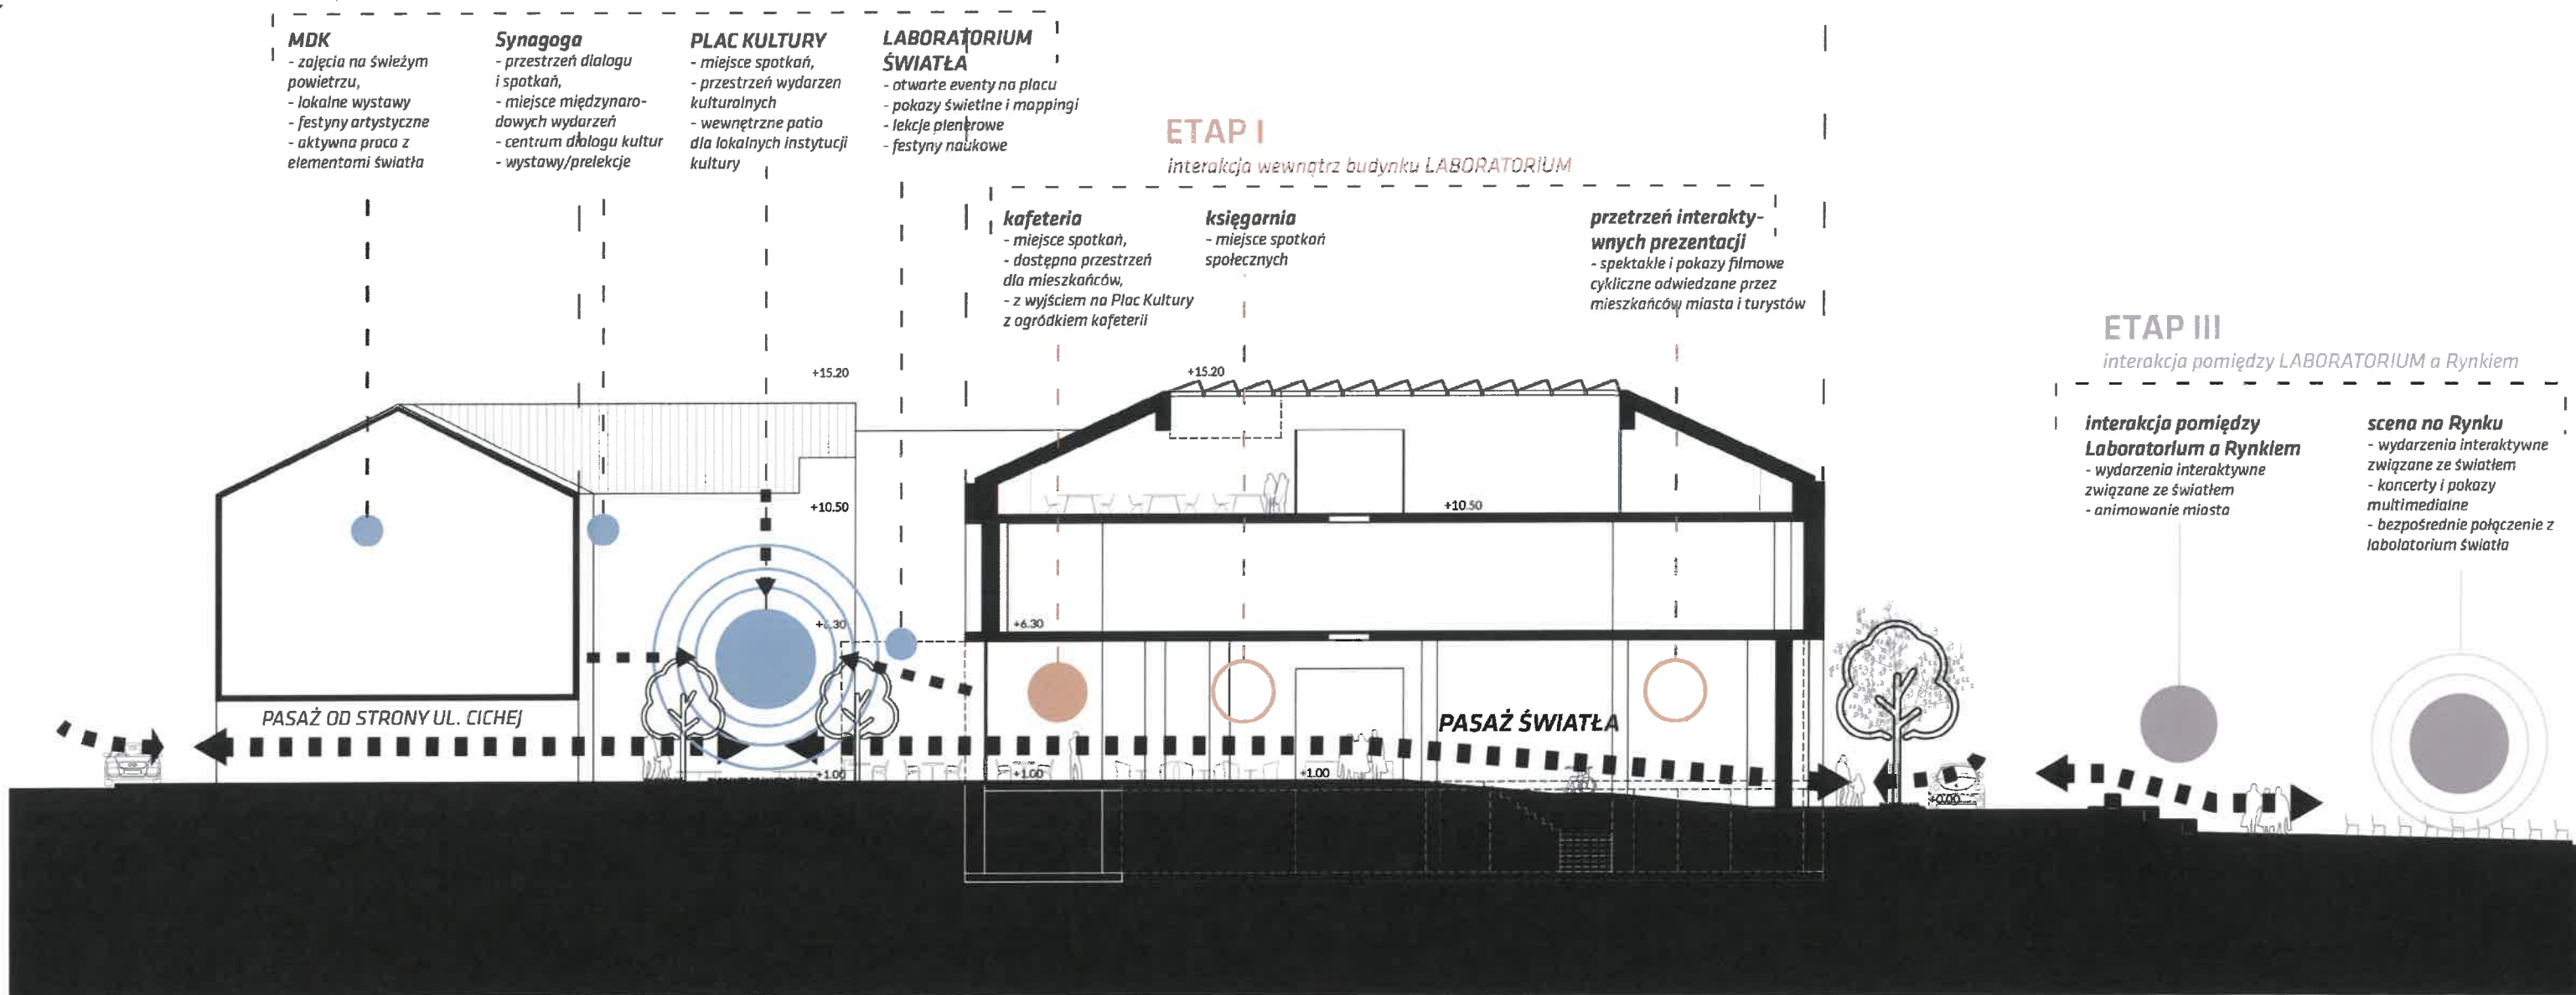 MDK
- zajęcia na świeżym
powietrzu,
- lokalne wystawy
- festyny artystyczne
- aktywna praca z
elementami światła
Synagoga
- przestrzeń dialogu
i spotkań,
- miejsce międzynaro-
dowych wydarzeń
- centrum dialogu kultur
- wystawy/prelekcje
PLAC KULTURY
- miejsce spotkań,
- przestrzeń wydarzen
kulturalnych
- wewnętrzne patio
dla lokalnych instytucji
kultury
LABORATORIUM
ŚWIATŁA
- otwarte eventy na placu
- pokazy świetlne i mappingi
- lekcje plenerowe
- festyny naukowe
ETAP I
interakcja wewnątrz budynku LABORATORIUM
kafeteria
- miejsce spotkań,
- dostępna przestrzeń
dla mieszkańców,
- z wyjściem na Plac Kultury
z ogródkiem kafeterii
księgarnia
- miejsce spotkań
społecznych
przetrzeń interakty-
wnych prezentacji
- spektakle i pokazy filmowe
cykliczne odwiedzane przez
mieszkańców miasta i turystów
ETAP III
interakcja pomiędzy LABORATORIUM a Rynkiem
interakcja pomiędzy
Laboratorium a Rynkiem
- wydarzenia interaktywne
związane ze światłem
- animowanie miasta
scena na Rynku
- wydarzenia interaktywne
związane ze światłem
- koncerty i pokazy
multimedialne
- bezpośrednie połączenie z
labolatorium światła
+15.20
+15.20
+10.50
+10.50
+6.30
+6.30
PASAŻ OD STRONY UL. CICHEJ
PASAŻ ŚWIATŁA
+1.00
+1.00
+1.00
+0.00